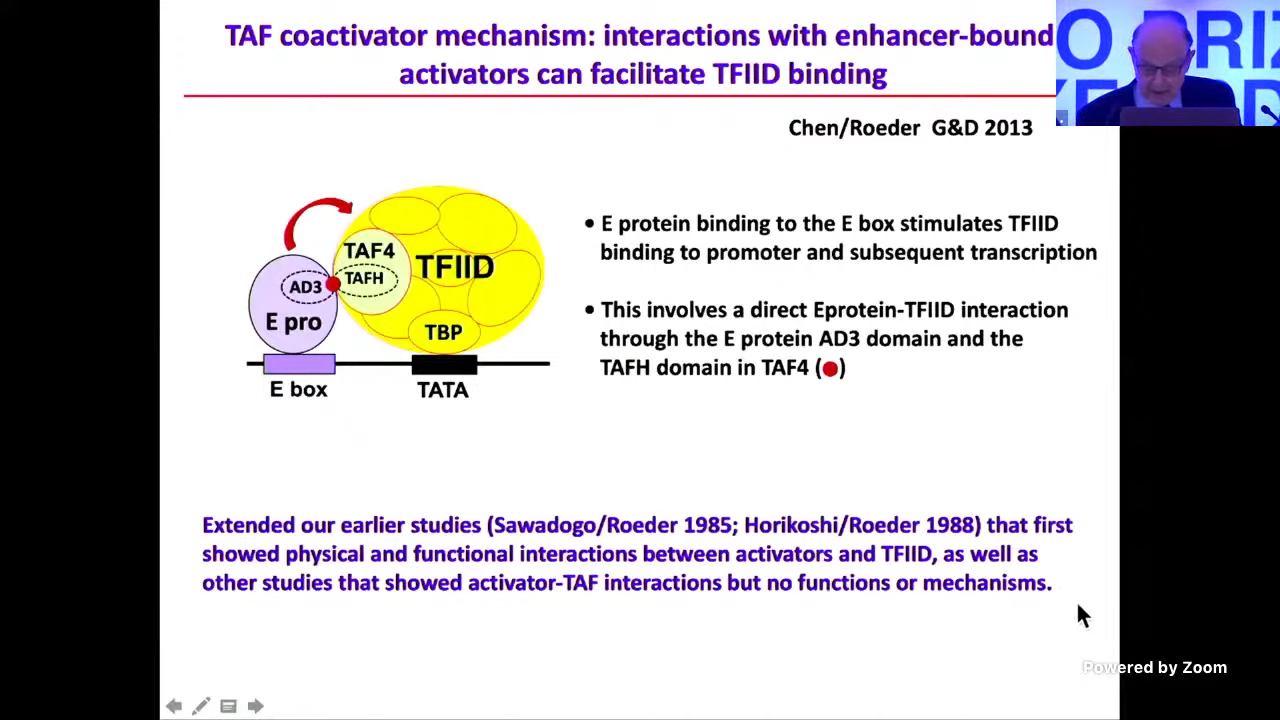 TAF coactivator mechanism: interactions with enhancer-bound
activators can facilitate TFIID binding
O PRIZ
Chen/Roeder G&D 2013
• E protein binding to the E box stimulates TFIID
binding to promoter and subsequent transcription
• This involves a direct Eprotein-TFIID interaction
through the E protein AD3 domain and the
TAFH domain in TAF4 ( )
TAF4
TAFH
TFIID
AD3
E pro
TBP
E box
TATA
Extended our earlier studies (Sawadogo/Roeder 1985; Horikoshi/Roeder 1988) that first
showed physical and functional interactions between activators and TFIID, as well as
other studies that showed activator-TAF interactions but no functions or mechanisms.
Powered by Zoom